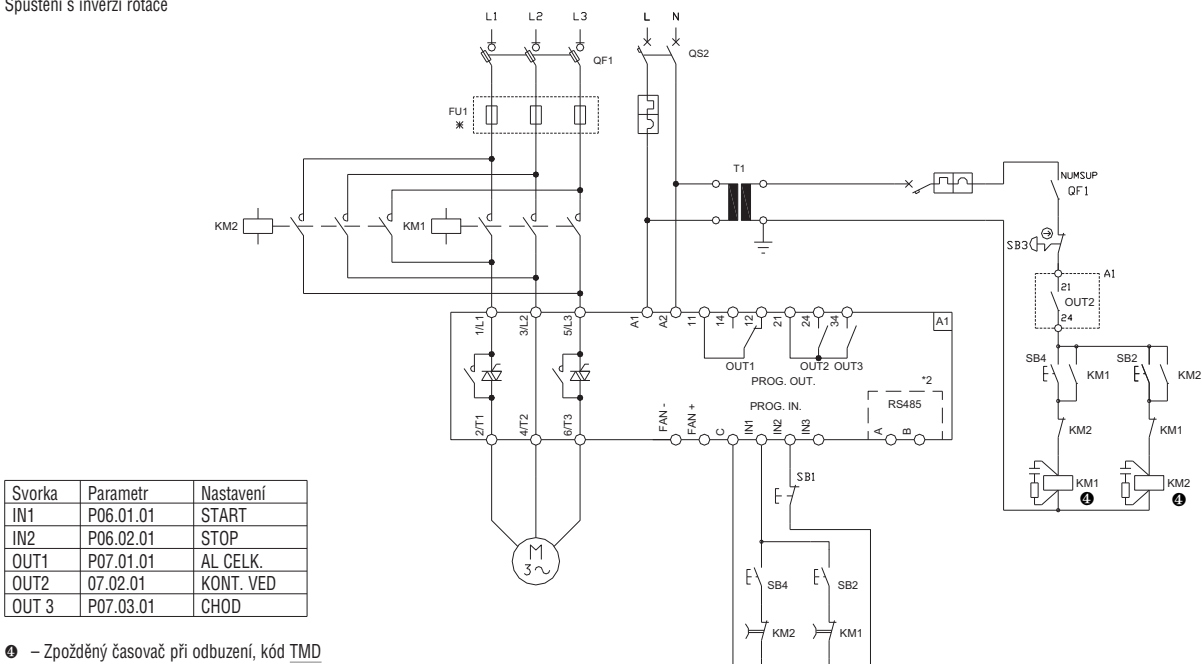 Spuštění s inverzí rotace
L1 L2 L3 L N
QF1 QS2
FU1
*
T1
NUMSUP
QF1
KM2 KM1
SB3
A1
21
OUT2
24
1/L1 3/L2 5/L3 A1 A2 11 14 12 21 24 34 A1
OUT1 OUT2 OUT3
PROG. OUT.
*2
PROG. IN. RS485
SB4 KM1 SB2 KM2
KM2 KM1
2/T1 4/T2 6/T3 FAN - FAN + C IN1 IN2 IN3 A B
SB1
KM1 KM2
❹ ❹
M
3~
SB4 SB2
KM2 KM1
Svorka Parametr Nastavení
IN1 P06.01.01 START
IN2 P06.02.01 STOP
OUT1 P07.01.01 AL CELK.
OUT2 07.02.01 KONT. VED
OUT 3 P07.03.01 CHOD
❹ – Zpožděný časovač při odbuzení, kód TMD